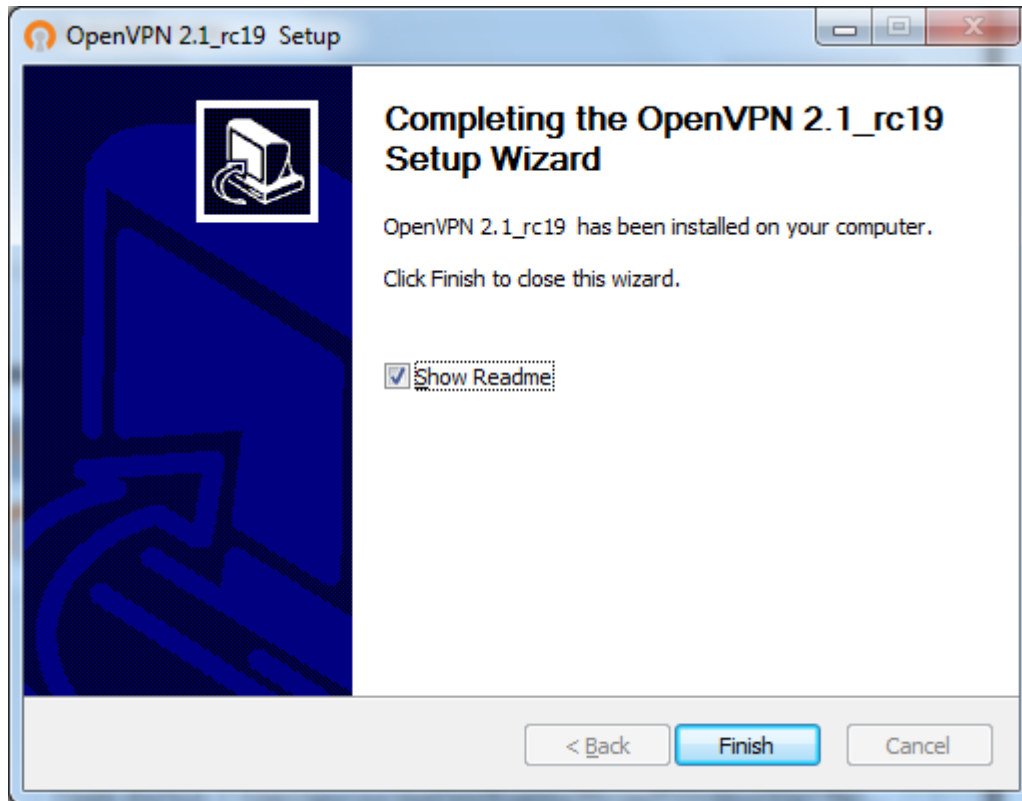 OpenVPN 2.1_rc19 Setup
Completing the OpenVPN 2.1_rc19
Setup Wizard
OpenVPN 2.1_rc19 has been installed on your computer.
Click Finish to close this wizard.
Show Readme
< Back
Finish
Cancel